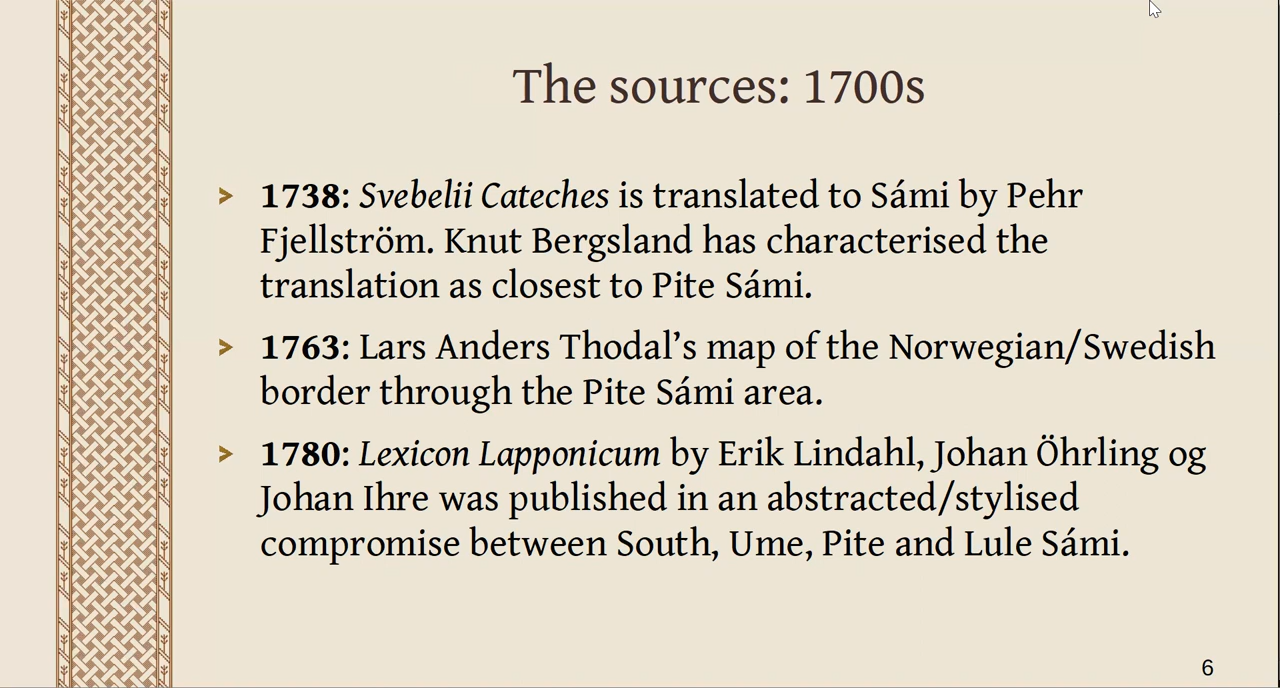 The sources: 1700s
➢ 1738: Svebelii Cateches is translated to Sámi by Pehr
Fjellström. Knut Bergsland has characterised the
translation as closest to Pite Sámi.
➢ 1763: Lars Anders Thodal’s map of the Norwegian/Swedish
border through the Pite Sámi area.
➢ 1780: Lexicon Lapponicum by Erik Lindahl, Johan Öhrling og
Johan Ihre was published in an abstracted/stylised
compromise between South, Ume, Pite and Lule Sámi.
6